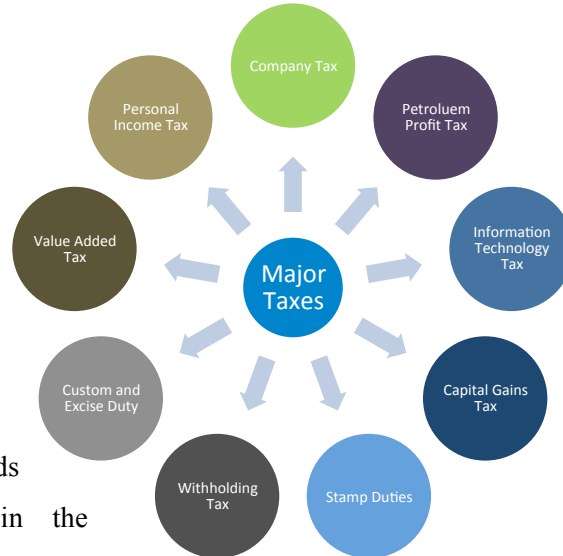 Company Tax
Petroluem
Profit Tax
Information
Technology
Tax
Capital Gains
Tax
Stamp Duties
Withholding
Tax
Custom and
Excise Duty
Value Added
Tax
Personal
Income Tax
Major
Taxes
in the